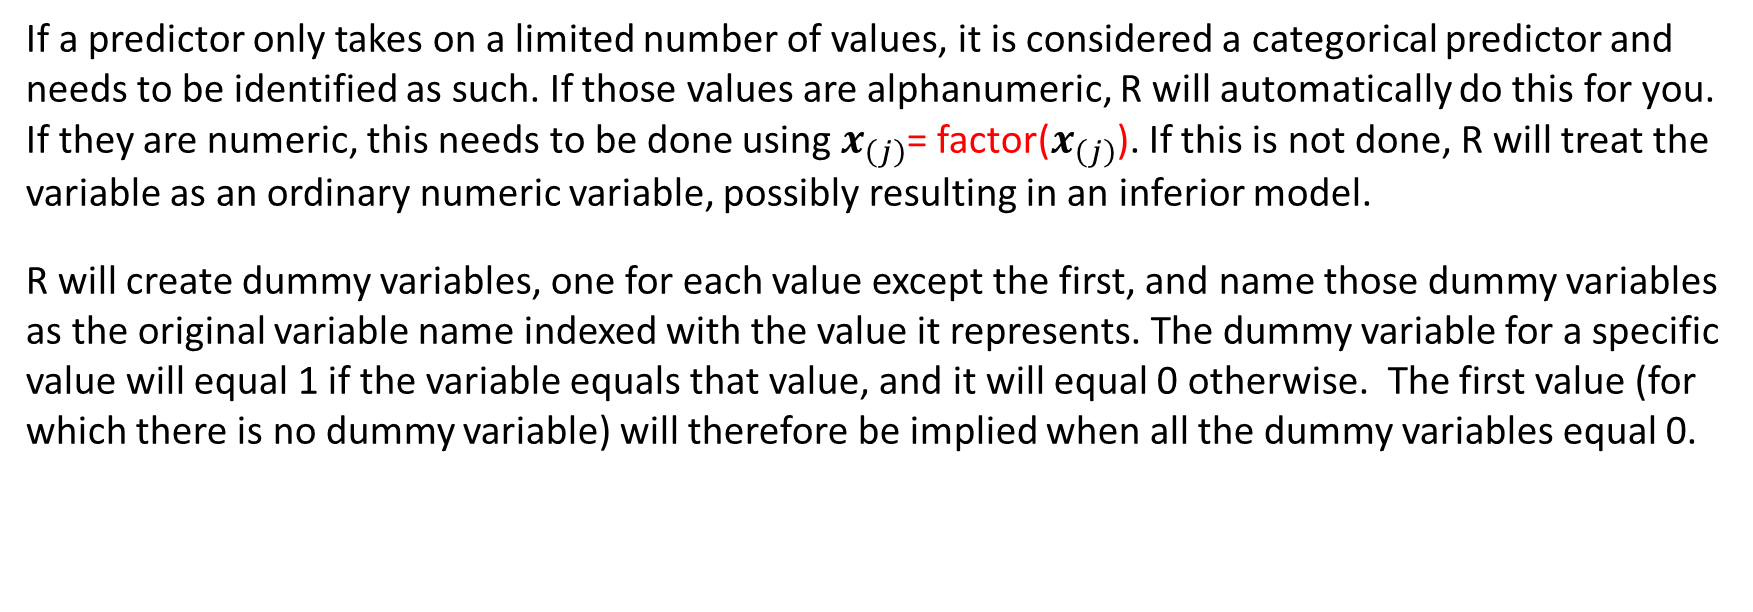 If a predictor only takes on a limited number of values, it is considered a categorical predictor and
needs to be identified as such. If those values are alphanumeric, R will automatically do this for you.
If they are numeric, this needs to be done using 𝒙₍𝑗₎= factor(𝒙₍𝑗₎). If this is not done, R will treat the
variable as an ordinary numeric variable, possibly resulting in an inferior model.
R will create dummy variables, one for each value except the first, and name those dummy variables
as the original variable name indexed with the value it represents. The dummy variable for a specific
value will equal 1 if the variable equals that value, and it will equal 0 otherwise.  The first value (for
which there is no dummy variable) will therefore be implied when all the dummy variables equal 0.